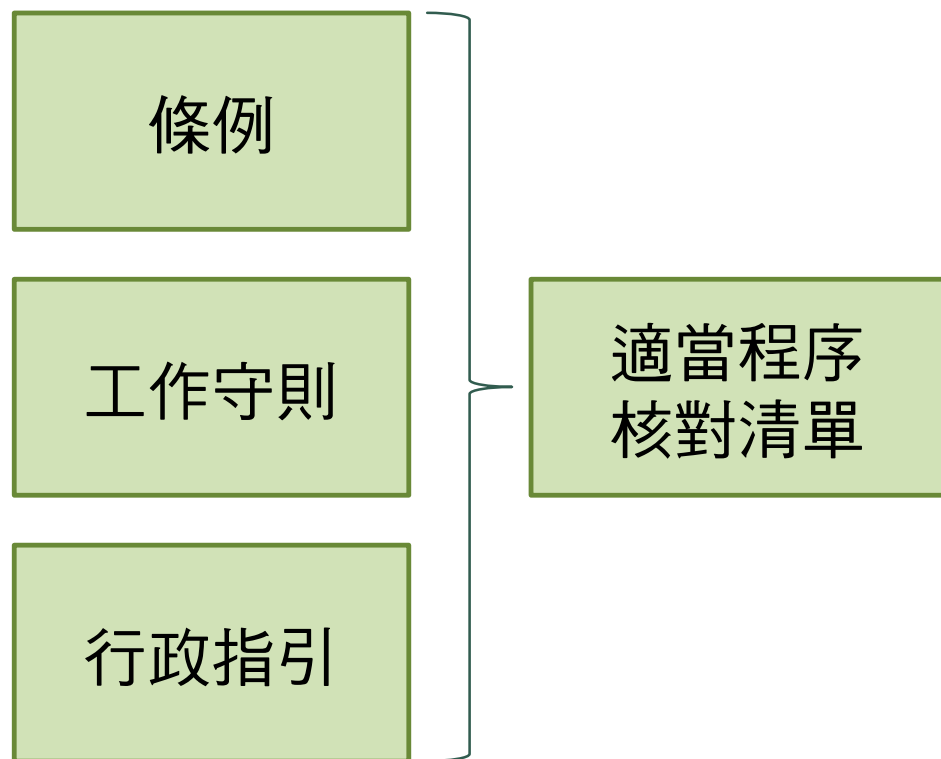 條例
工作守則
適當程序
核對清單
行政指引